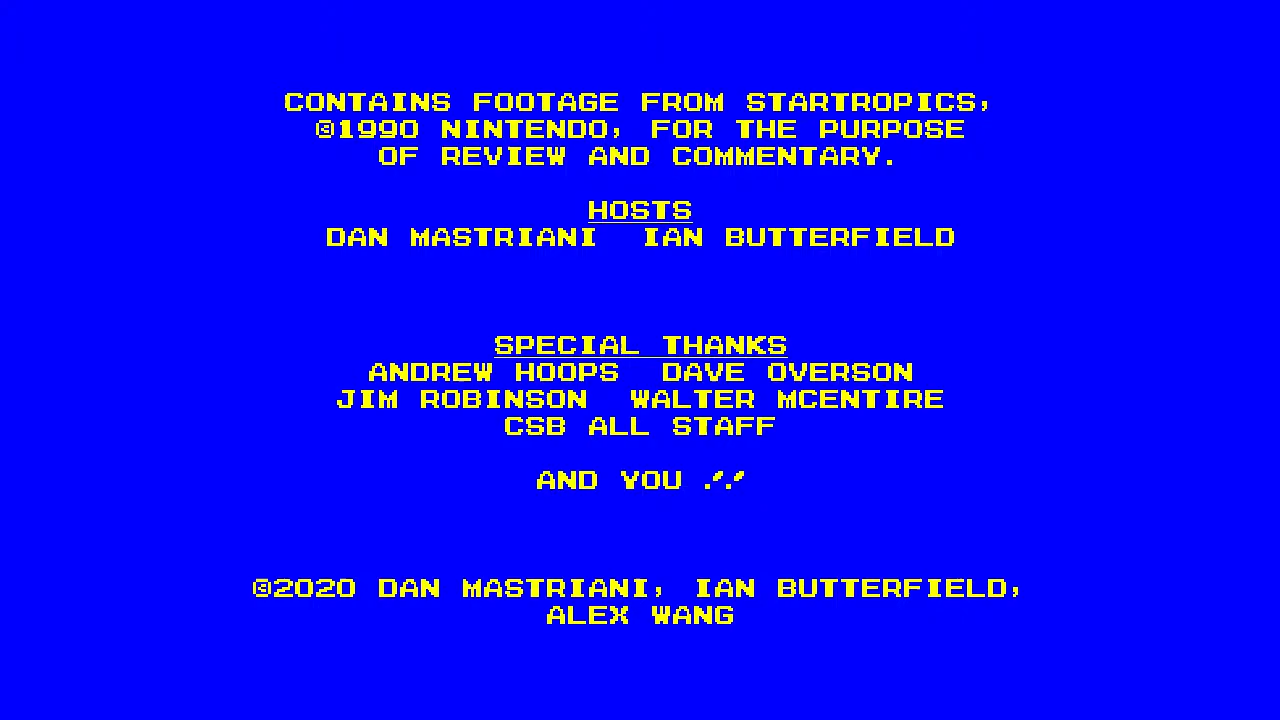 CONTAINS FOOTAGE FROM STARTROPICS,
©1990 NINTENDO, FOR THE PURPOSE
OF REVIEW AND COMMENTARY.
HOSTS
DAN MASTRIANI IAN BUTTERFIELD
SPECIAL THANKS
ANDREW HOOPS DAVE OVERSON
JIM ROBINSON WALTER MCENTIRE
CSB ALL STAFF
AND YOU .′.′
©2020 DAN MASTRIANI, IAN BUTTERFIELD,
ALEX WANG